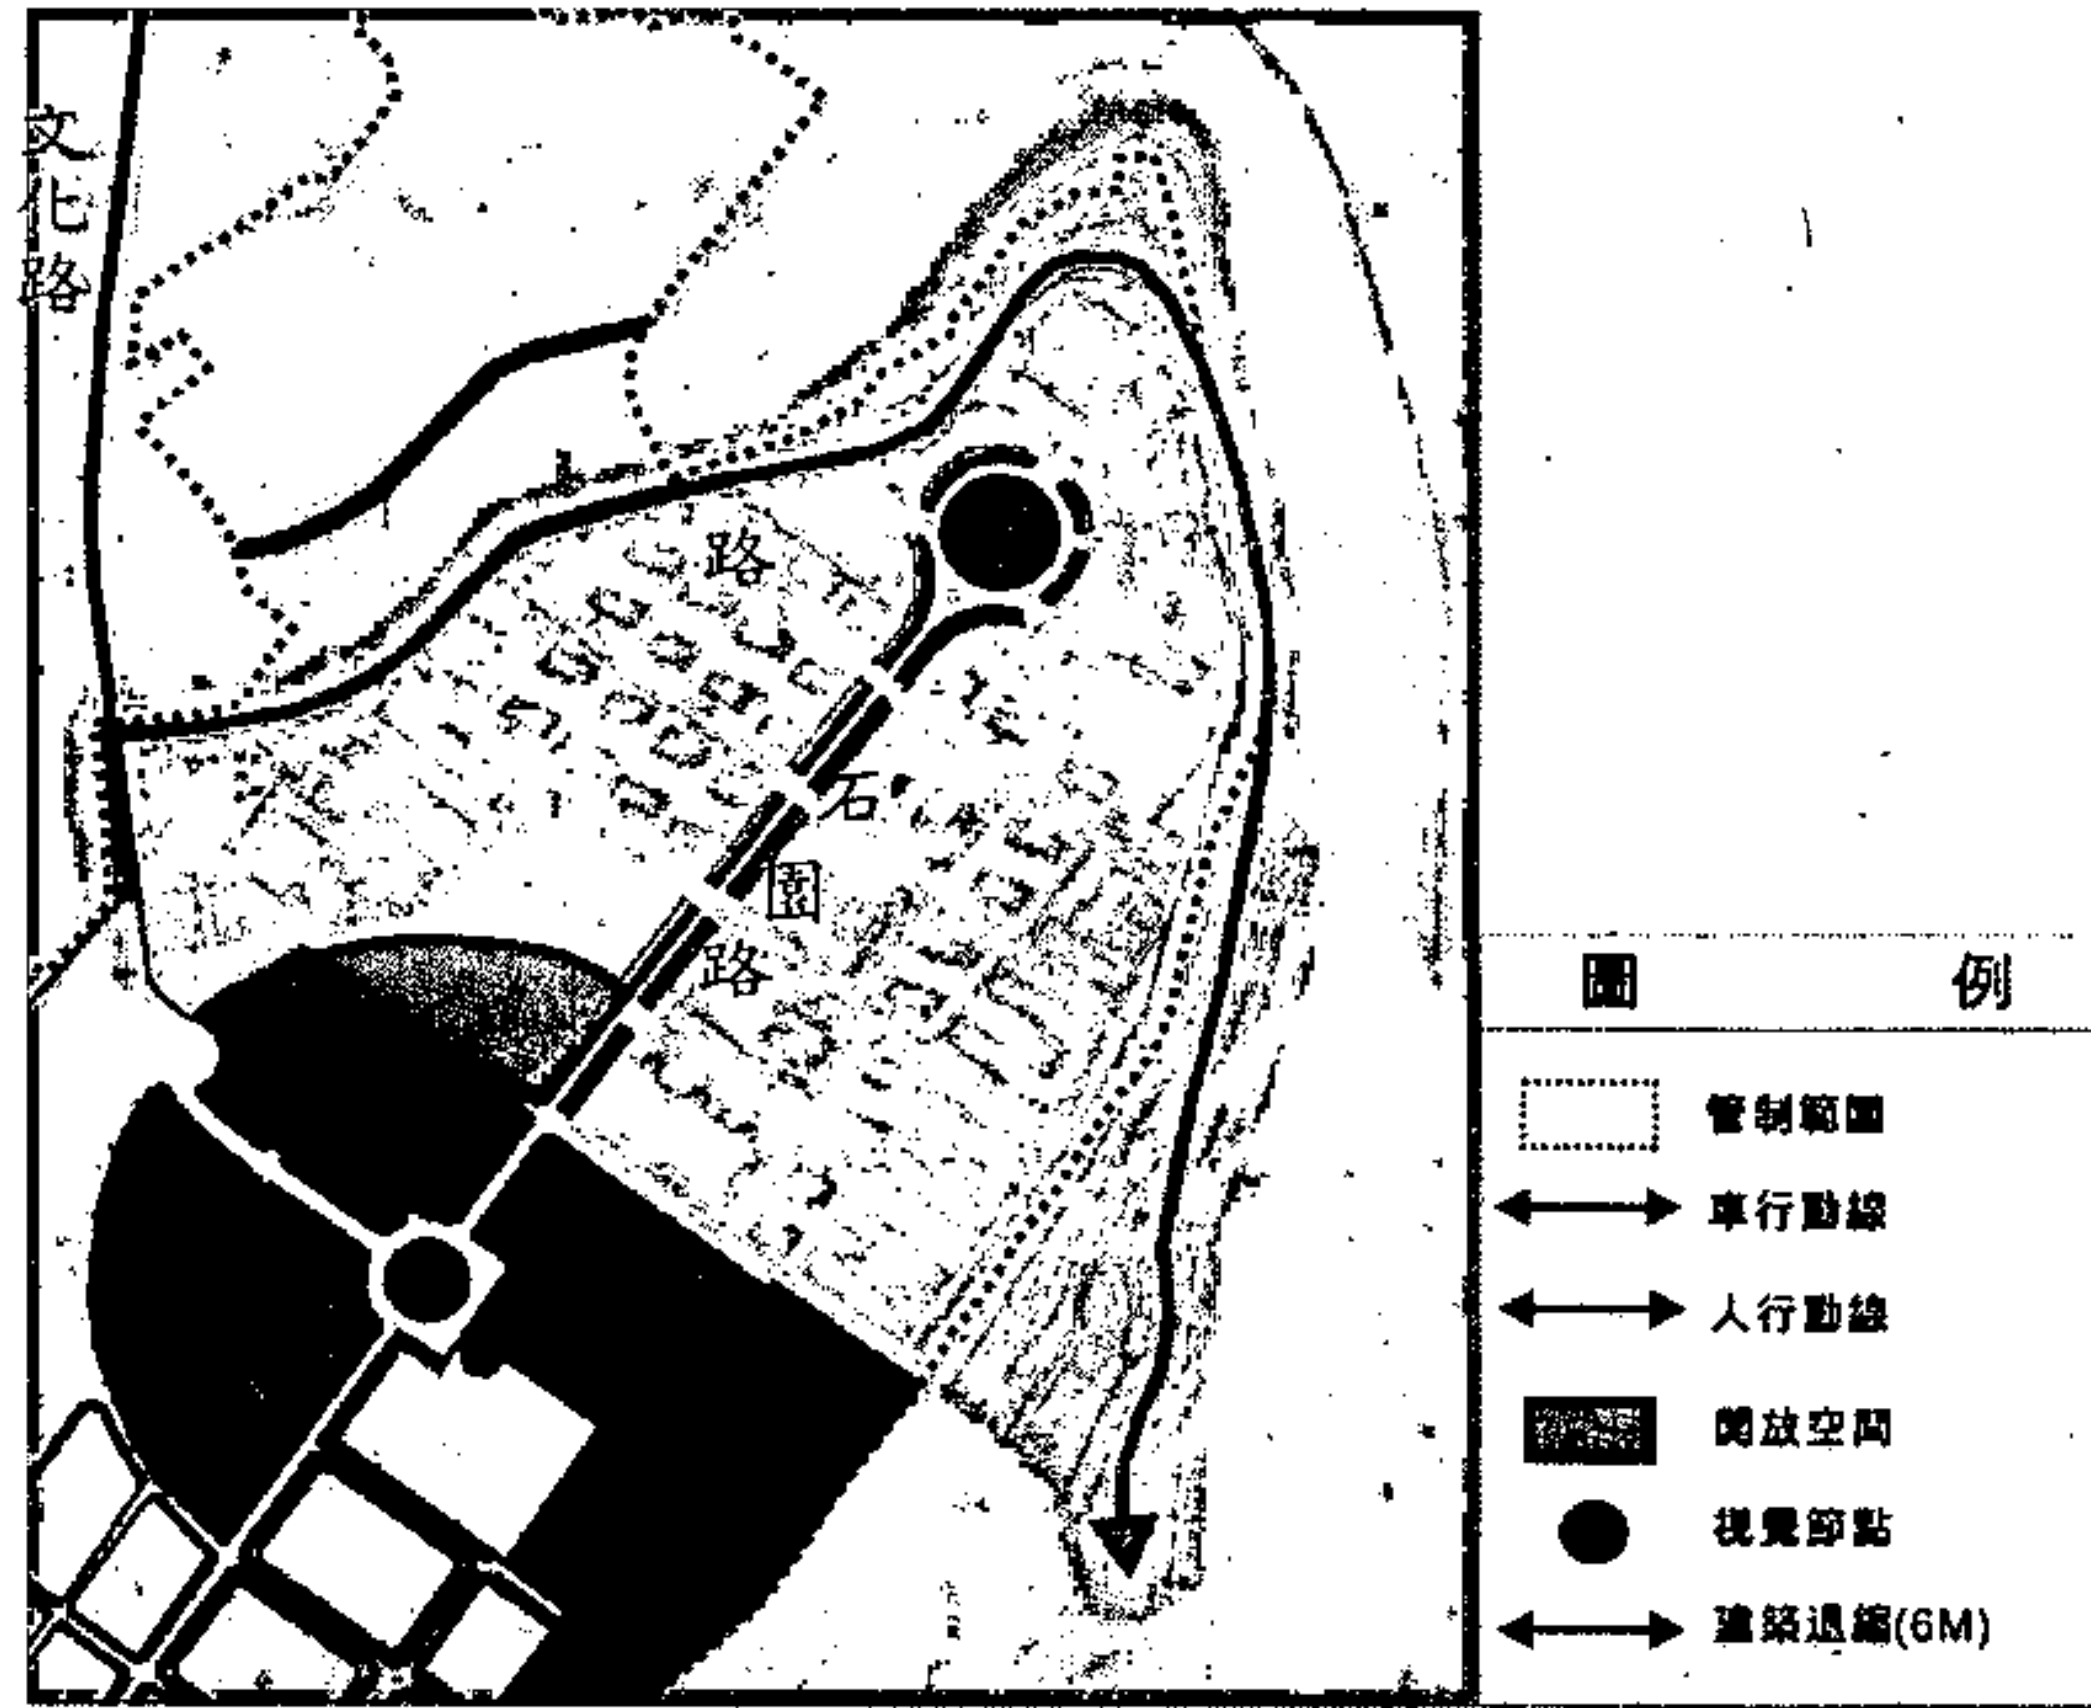 文化路
路
石園路
圖 例
管制範圍
車行動線
人行動線
開放空間
視覺節點
建築退縮(6M)